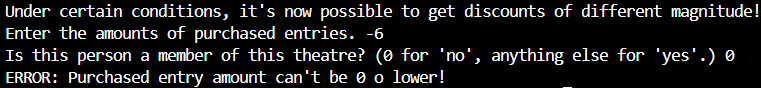 Under certain conditions, it's now possible to get discounts of different magnitude!
Enter the amounts of purchased entries. -6
Is this person a member of this theatre? (0 for 'no', anything else for 'yes'.) 0
ERROR: Purchased entry amount can't be 0 o lower!